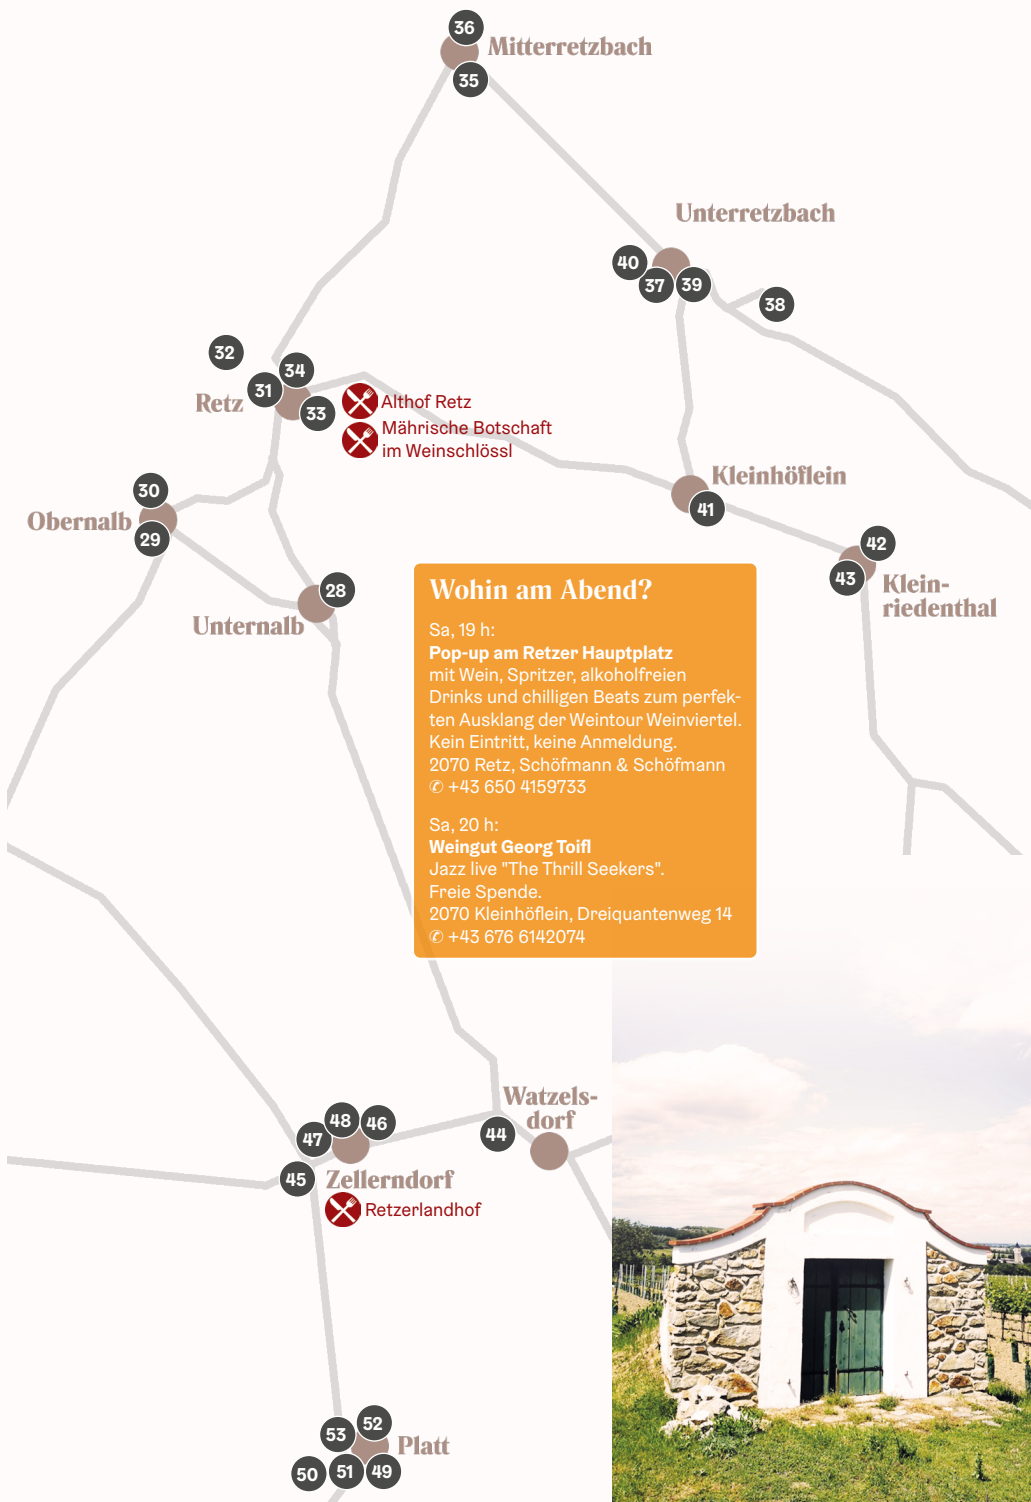 36
Mitterretzbach
35
Unterretzbach
40
37
39
38
32
34
31
Retz
33
Althof Retz
Mährische Botschaft
im Weinschlössl
30
Obernalb
29
Kleinhöflein
41
42
43
Klein-
riedenthal
28
Unternalb
Wohin am Abend?
Sa, 19 h:
Pop-up am Retzer Hauptplatz
mit Wein, Spritzer, alkoholfreien
Drinks und chilligen Beats zum perfek-
ten Ausklang der Weintour Weinviertel.
Kein Eintritt, keine Anmeldung.
2070 Retz, Schöfmann & Schöfmann
✆ +43 650 4159733
Sa, 20 h:
Weingut Georg Toifl
Jazz live "The Thrill Seekers".
Freie Spende.
2070 Kleinhöflein, Dreiquantenweg 14
✆ +43 676 6142074
Watzels-
dorf
44
48
46
47
45
Zellerndorf
Retzerlandhof
52
53
Platt
50
51
49